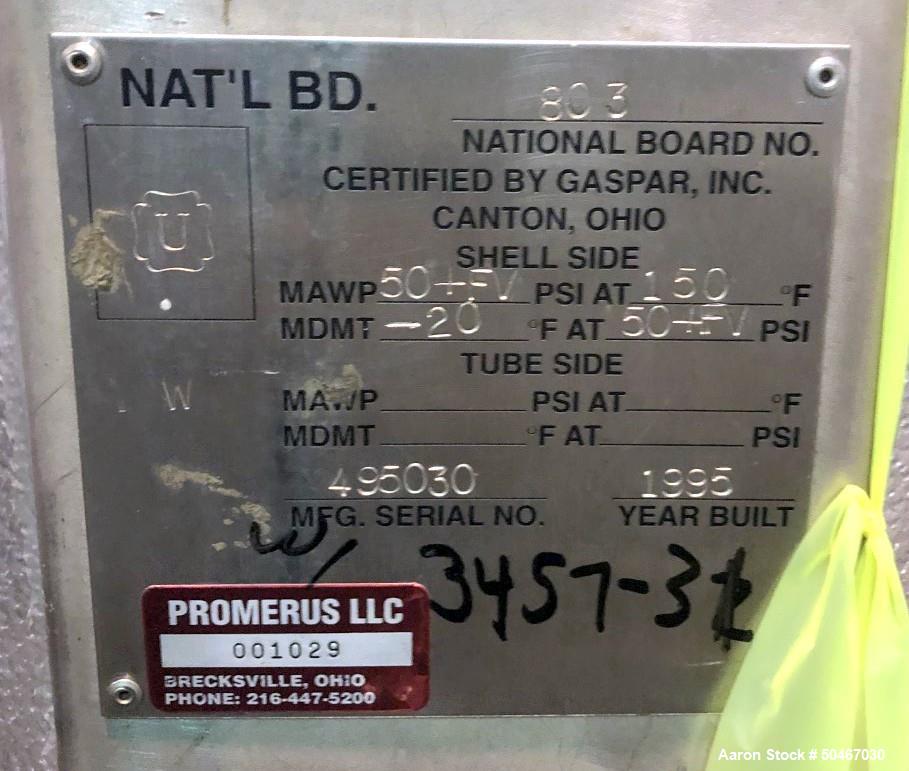 NAT'L BD.
803
NATIONAL BOARD NO.
CERTIFIED BY GASPAR, INC.
CANTON, OHIO
U
SHELL SIDE
MAWP 50+FV PSI AT 150 °F
MDMT -20 °F AT 50+FV PSI
TUBE SIDE
W
MAWP PSI AT °F
MDMT °F AT PSI
495030 1995
MFG. SERIAL NO. YEAR BUILT
w/ 3457-3
PROMERUS LLC
001029
BRECKSVILLE, OHIO
PHONE: 216-447-5200
Aaron Stock # 50467030